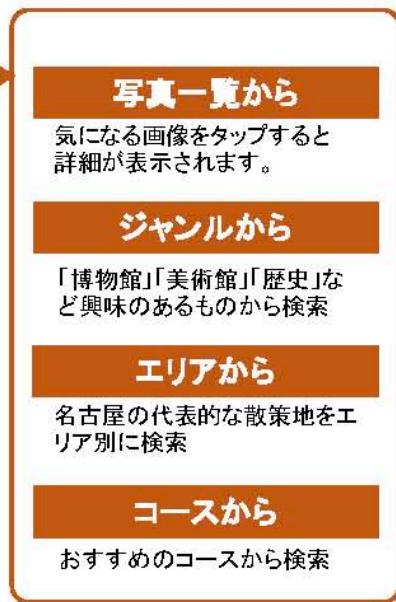 写真一覧から
気になる画像をタップすると
詳細が表示されます。
ジャンルから
「博物館」「美術館」「歴史」な
ど興味のあるものから検索
エリアから
名古屋の代表的な散策地をエ
リア別に検索
コースから
おすすめのコースから検索